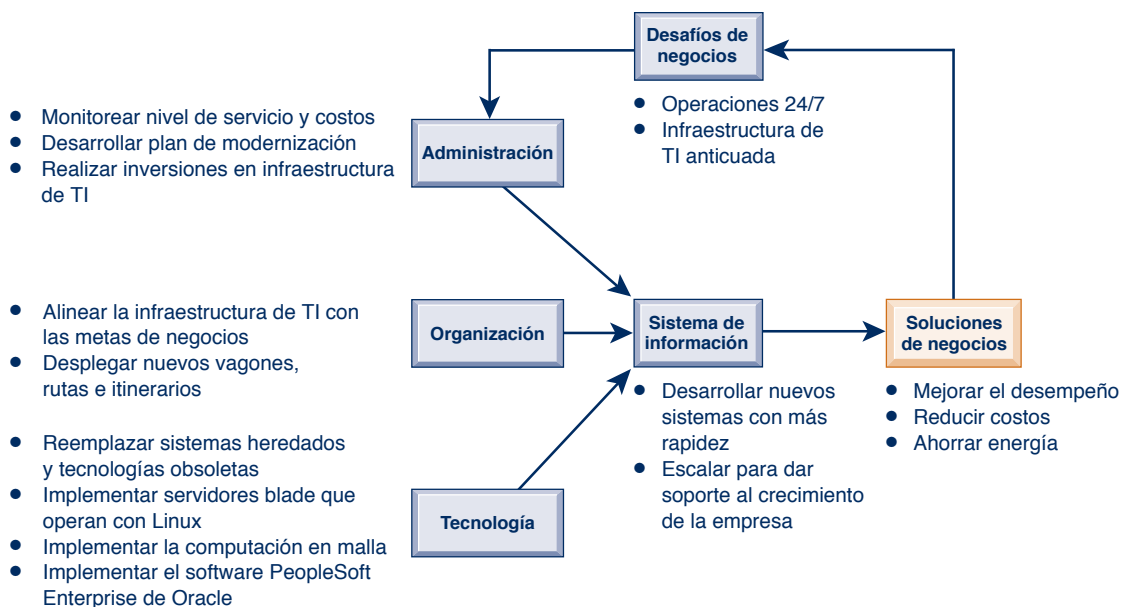 Desafíos de
negocios
• Operaciones 24/7
• Infraestructura de
TI anticuada
• Monitorear nivel de servicio y costos
• Desarrollar plan de modernización
• Realizar inversiones en infraestructura
de TI
Administración
• Alinear la infraestructura de TI con
las metas de negocios
• Desplegar nuevos vagones,
rutas e itinerarios
Organización
Sistema de
información
• Desarrollar nuevos
sistemas con más
rapidez
• Escalar para dar
soporte al crecimiento
de la empresa
Soluciones
de negocios
• Mejorar el desempeño
• Reducir costos
• Ahorrar energía
• Reemplazar sistemas heredados
y tecnologías obsoletas
• Implementar servidores blade que
operan con Linux
• Implementar la computación en malla
• Implementar el software PeopleSoft
Enterprise de Oracle
Tecnología